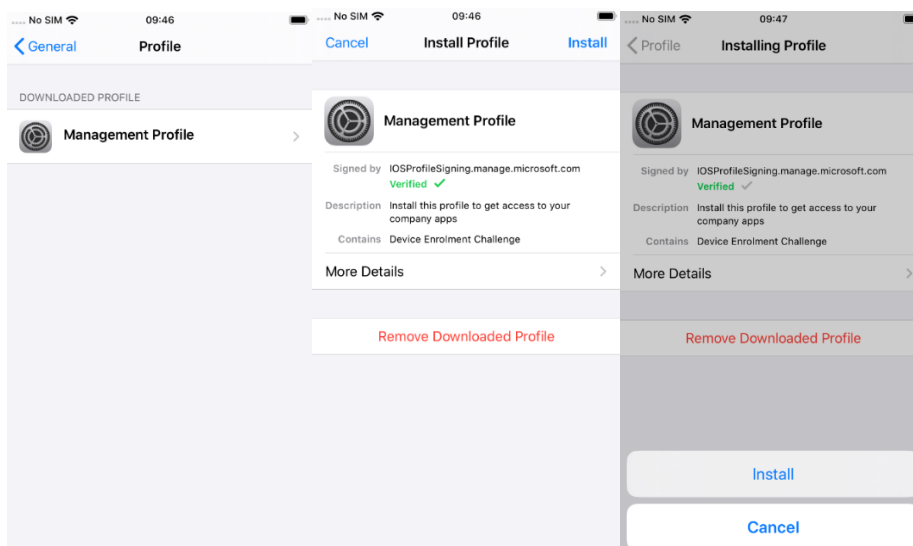 .... No SIM 09:46
General Profile
DOWNLOADED PROFILE
Management Profile
.... No SIM 09:46
Cancel Install Profile Install
Management Profile
Signed by IOSProfileSigning.manage.microsoft.com
Verified ✓
Description Install this profile to get access to your
company apps
Contains Device Enrolment Challenge
More Details
Remove Downloaded Profile
.... No SIM 09:47
Profile Installing Profile
Management Profile
Signed by IOSProfileSigning.manage.microsoft.com
Verified ✓
Description Install this profile to get access to your
company apps
Contains Device Enrolment Challenge
More Details
Remove Downloaded Profile
Install
Cancel